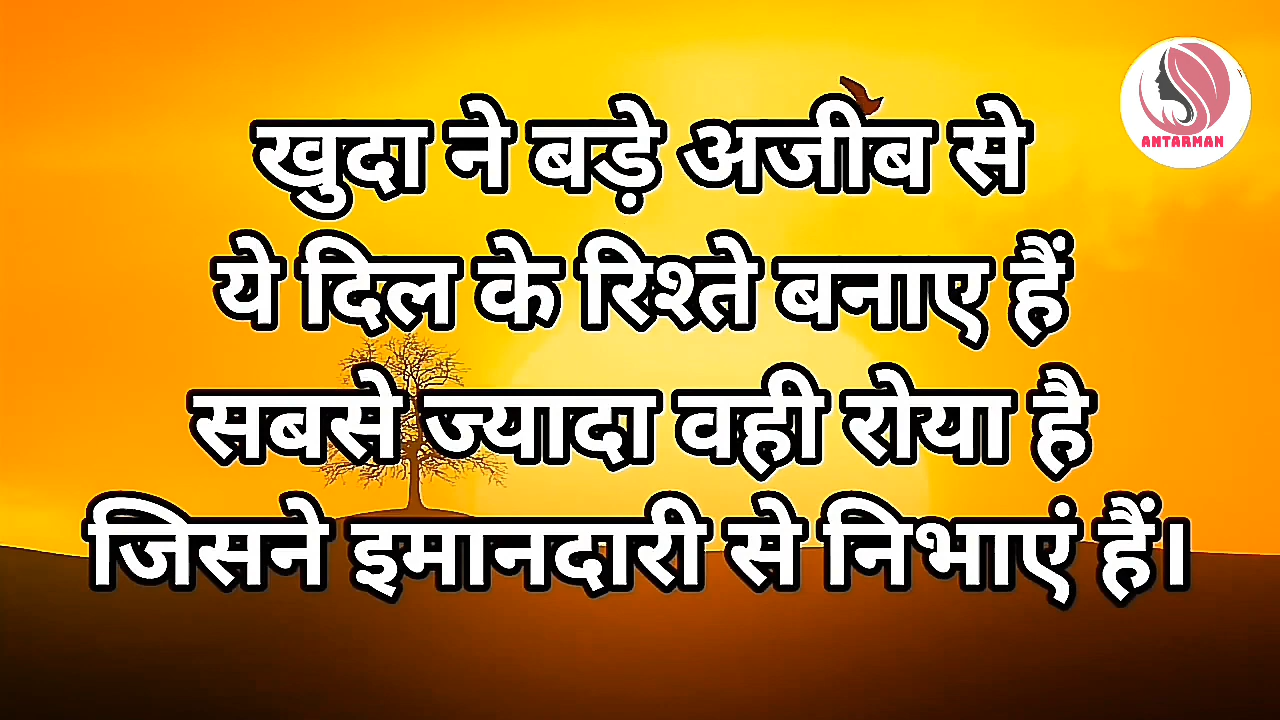 खुदा ने बड़े अजीब से
ये दिल के रिश्ते बनाए हैं
सबसे ज्यादा वही रोया है
जिसने इमानदारी से निभाएं हैं।
ANTARMAN